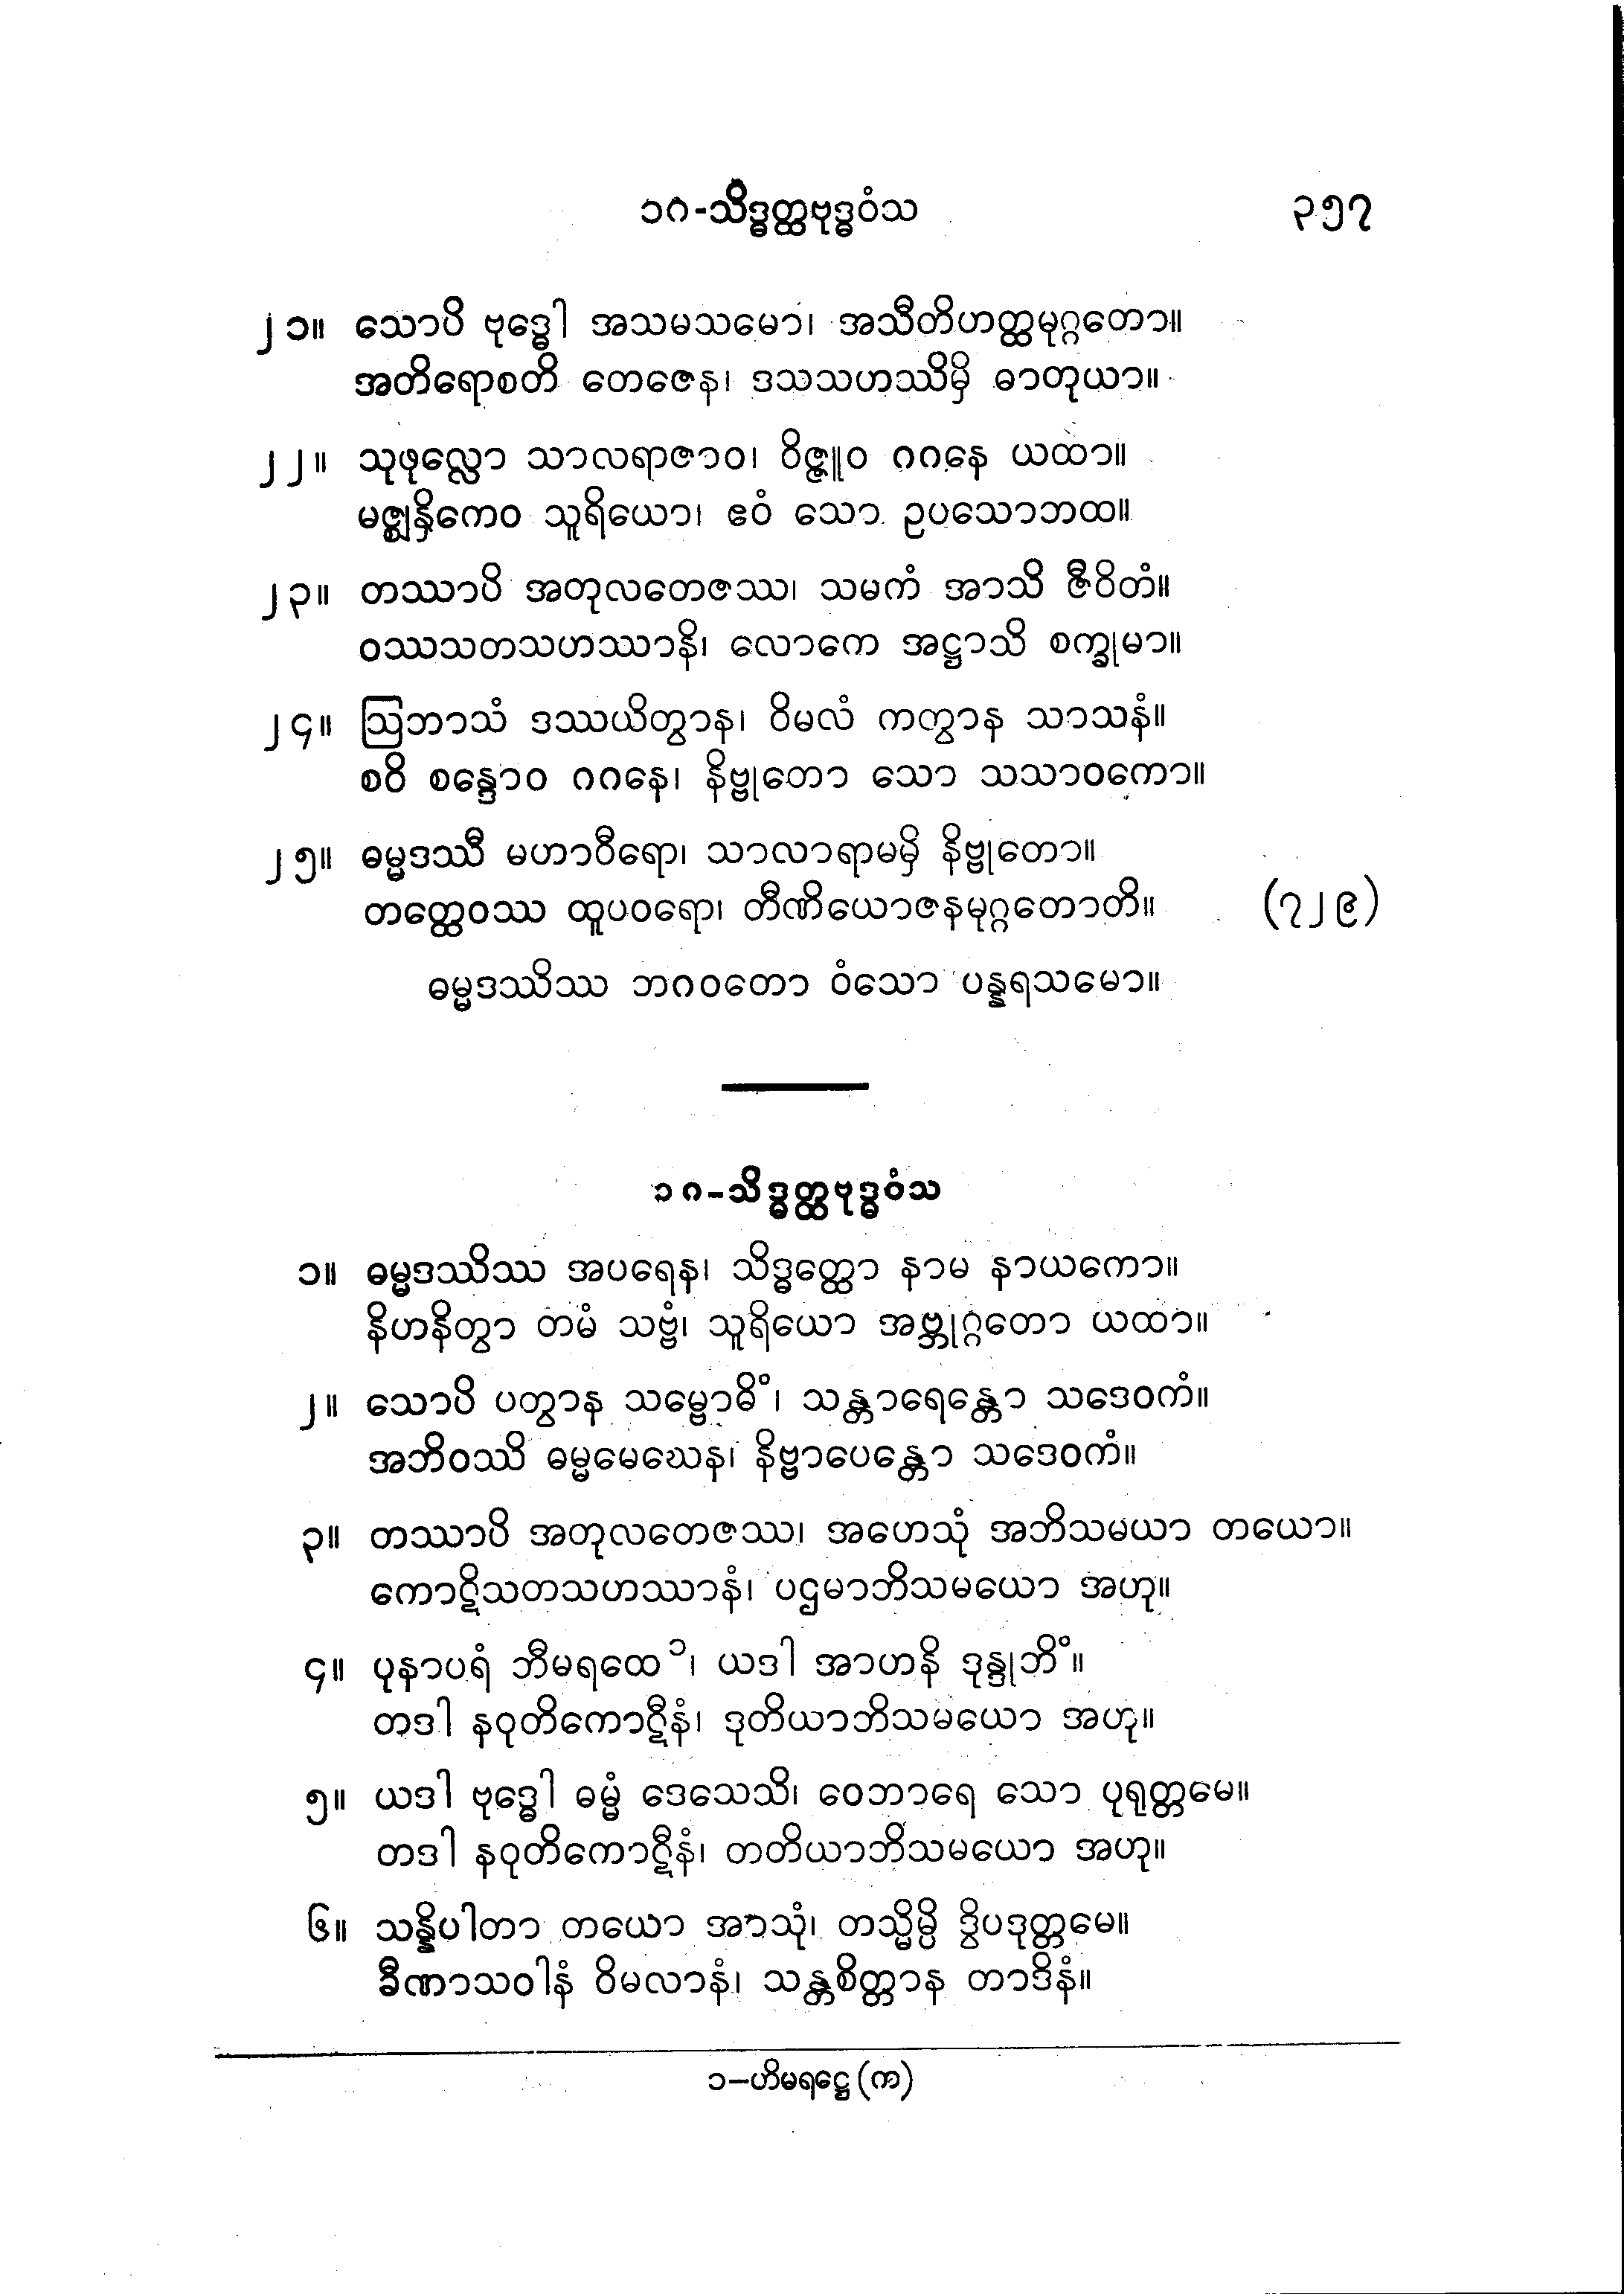 ၁၈-သိဒ္ဓတ္ထဗုဒ္ဓဝံသ ၃၅၇
၂၁။ သောပိ ဗုဒ္ဓေါ အသမသမော၊ အသီတိဟတ္ထမုဂ္ဂတော။
အတိရောစတိ တေဇေန၊ ဒသသဟဿိမှိ ဓာတုယာ။
၂၂။ သုဖုလ္လော သာလရာဇာဝ၊ ဝိဇ္ဇူဝ ဂဂနေ ယထာ။
မဇ္ဈန္ှိကေဝ သူရိယော၊ ဧဝံ သော ဥပသောဘထ။
၂၃။ တဿာပိ အတုလတေဇဿ၊ သမကံ အာသိ ဇီဝိတံ။
ဝဿသတသဟဿာနိ၊ လောကေ အဋ္ဌာသိ စက္ခုမာ။
၂၄။ ဩဘာသံ ဒဿယိတွာန၊ ဝိမလံ ကတွာန သာသနံ။
စဝိ စန္ဒောဝ ဂဂနေ၊ နိဗ္ဗုတော သော သသာဝကော။
၂၅။ ဓမ္မဒဿီ မဟာဝီရော၊ သာလာရာမမှိ နိဗ္ဗုတော။
တတ္ထေဝဿ ထူပဝရော၊ တီဏိယောဇနမုဂ္ဂတောတိ။ (၇၂၉)
ဓမ္မဒဿိဿ ဘဂဝတော ဝံသော ပန္နရသမော။
၁၈-သိဒ္ဓတ္ထဗုဒ္ဓဝံသ
၁။ ဓမ္မဒဿိဿ အပရေန၊ သိဒ္ဓတ္ထော နာမ နာယကော။
နိဟနိတွာ တမံ သဗ္ဗံ၊ သူရိယော အဗ္ဘုဂ္ဂတော ယထာ။
၂။ သောပိ ပတွာန သမ္ဗောဓိံ၊ သန္တာရေန္တော သဒေဝကံ။
အဘိဝဿိ ဓမ္မမေဃေန၊ နိဗ္ဗာပေန္တော သဒေဝကံ။
၃။ တဿာပိ အတုလတေဇဿ၊ အဟေသုံ အဘိသမယာ တယော။
ကောဋိသတသဟဿာနံ၊ ပဌမာဘိသမယော အဟု။
၄။ ပုနာပရံ ဘီမရထေ ၁၊ ယဒါ အာဟနိ ဒုန္ဒုဘိံ။
တဒါ နဝုတိကောဋီနံ၊ ဒုတိယာဘိသမယော အဟု။
၅။ ယဒါ ဗုဒ္ဓေါ ဓမ္မံ ဒေသေသိ၊ ဝေဘာရေ သော ပုရုတ္တမေ။
တဒါ နဝုတိကောဋီနံ၊ တတိယာဘိသမယော အဟု။
၆။ သန္နိပါတာ တယော အာသုံ၊ တသ္မိမ္ပိ ဒွိပဒုတ္တမေ။
ခီဏာသဝါနံ ဝိမလာနံ၊ သန္တစိတ္တာန တာဒိနံ။
၁−ဟိမရဋ္ဌေ (က)